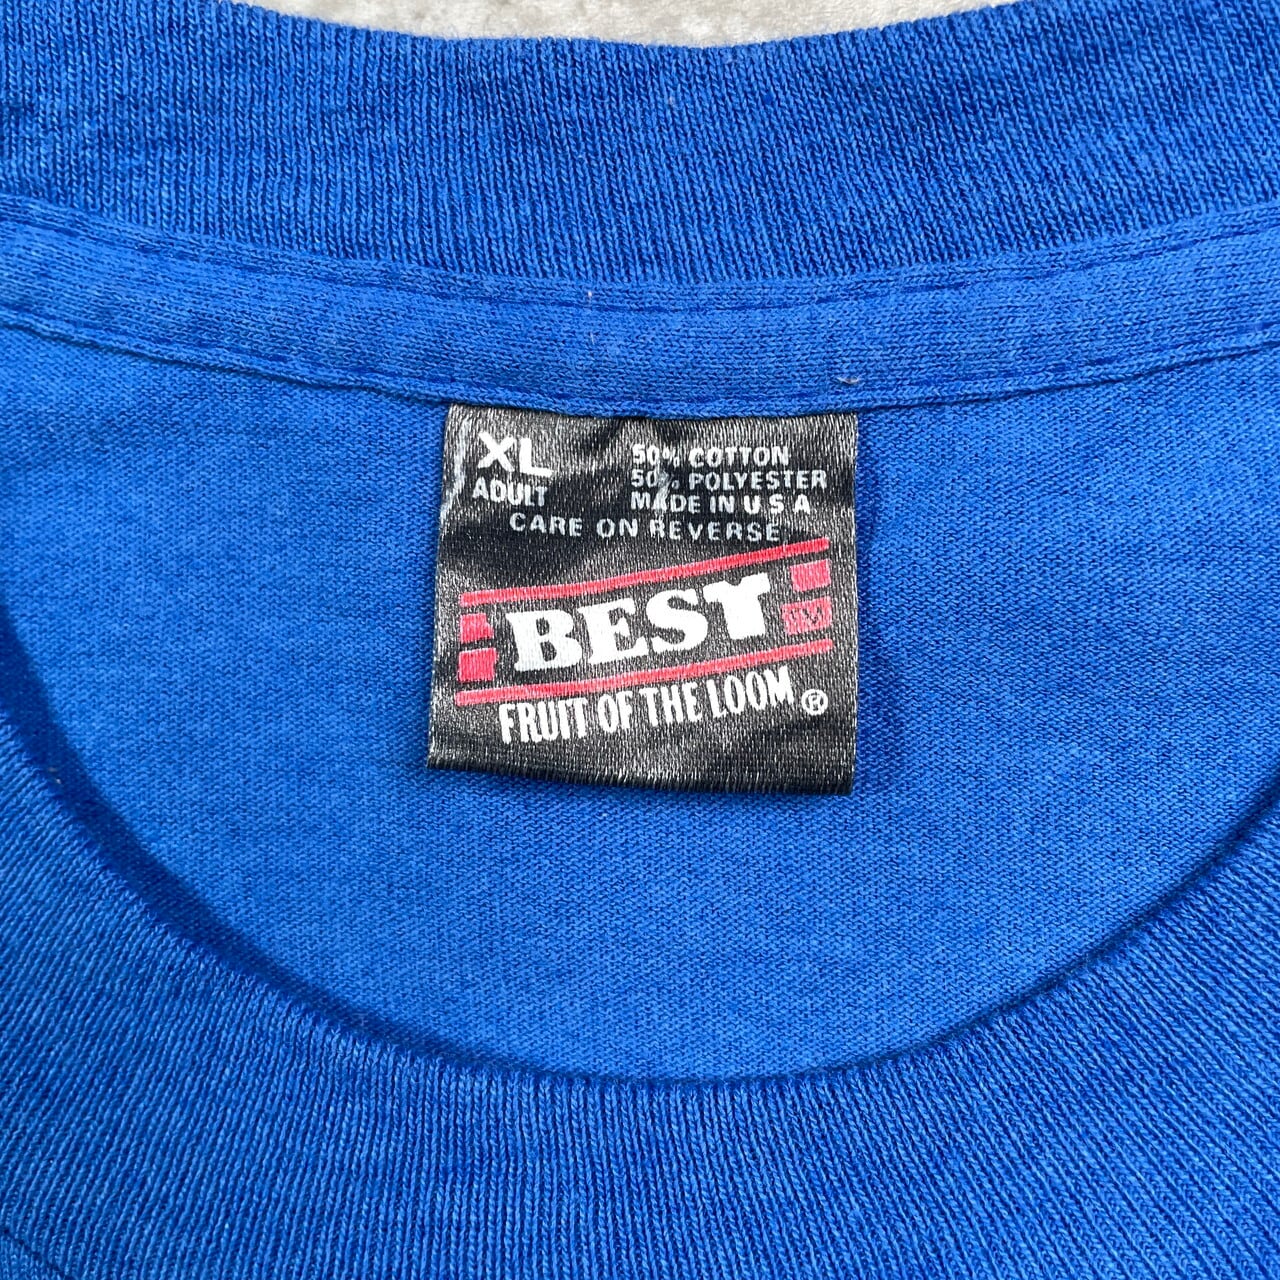 XL
ADULT
50% COTTON
50% POLYESTER
MADE IN U S A
CARE ON REVERSE
BEST
FRUIT OF THE LOOM ®